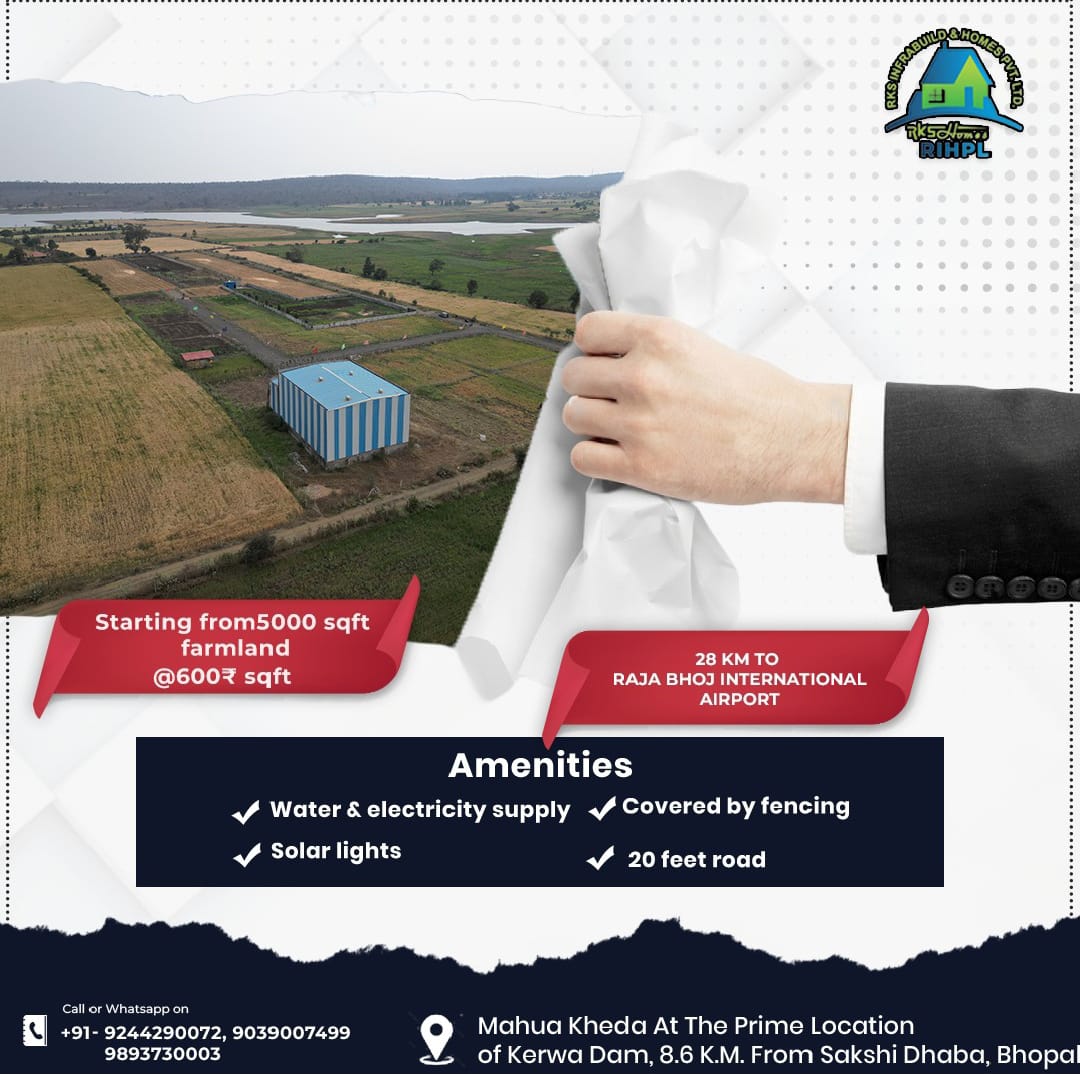 RKS INFRABUILD & HOMES PVT. LTD.
RKS Homes
RIHPL
Starting from5000 sqft
farmland
@600₹ sqft
28 KM TO
RAJA BHOJ INTERNATIONAL
AIRPORT
Amenities
Water & electricity supply
Covered by fencing
Solar lights
20 feet road
Call or Whatsapp on
+91- 9244290072, 9039007499
9893730003
Mahua Kheda At The Prime Location
of Kerwa Dam, 8.6 K.M. From Sakshi Dhaba, Bhopal